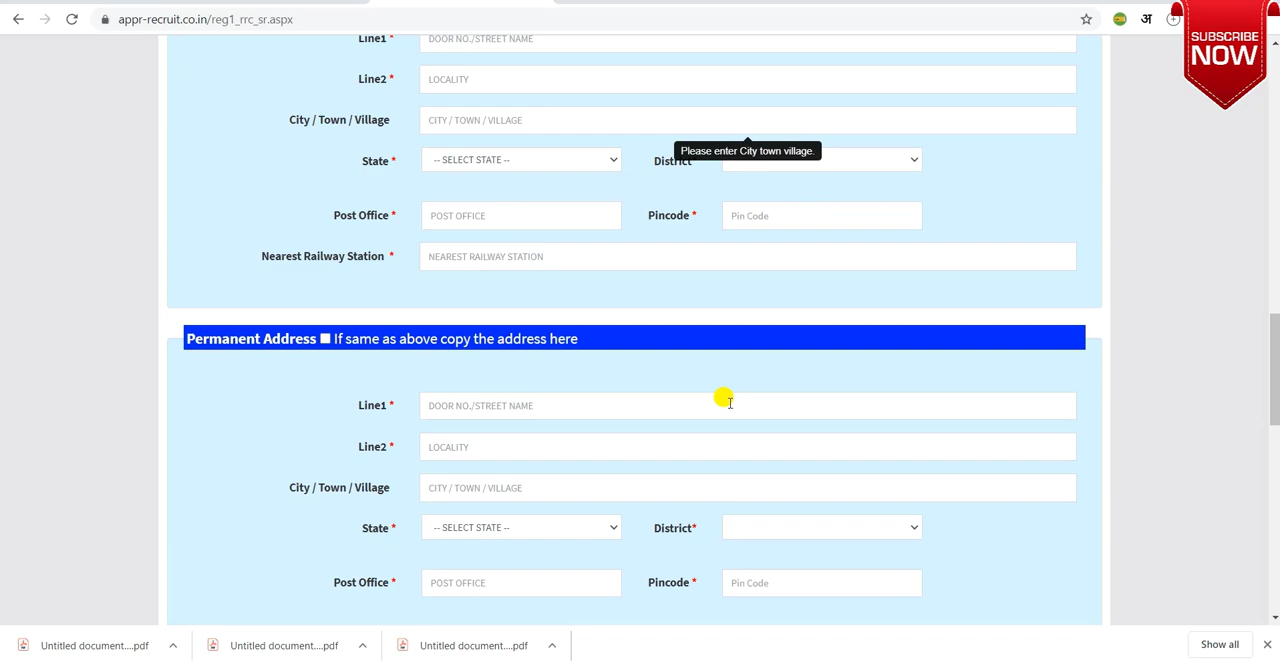 appr-recruit.co.in/reg1_rrc_sr.aspx
अ
SUBSCRIBE
NOW
Line1 * DOOR NO./STREET NAME
Line2 * LOCALITY
City / Town / Village CITY / TOWN / VILLAGE
Please enter City town village.
State * -- SELECT STATE -- District
Post Office * POST OFFICE Pincode * Pin Code
Nearest Railway Station * NEAREST RAILWAY STATION
Permanent Address If same as above copy the address here
Line1 * DOOR NO./STREET NAME
Line2 * LOCALITY
City / Town / Village CITY / TOWN / VILLAGE
State * -- SELECT STATE -- District*
Post Office * POST OFFICE Pincode * Pin Code
Untitled document....pdf Untitled document....pdf Untitled document....pdf Show all